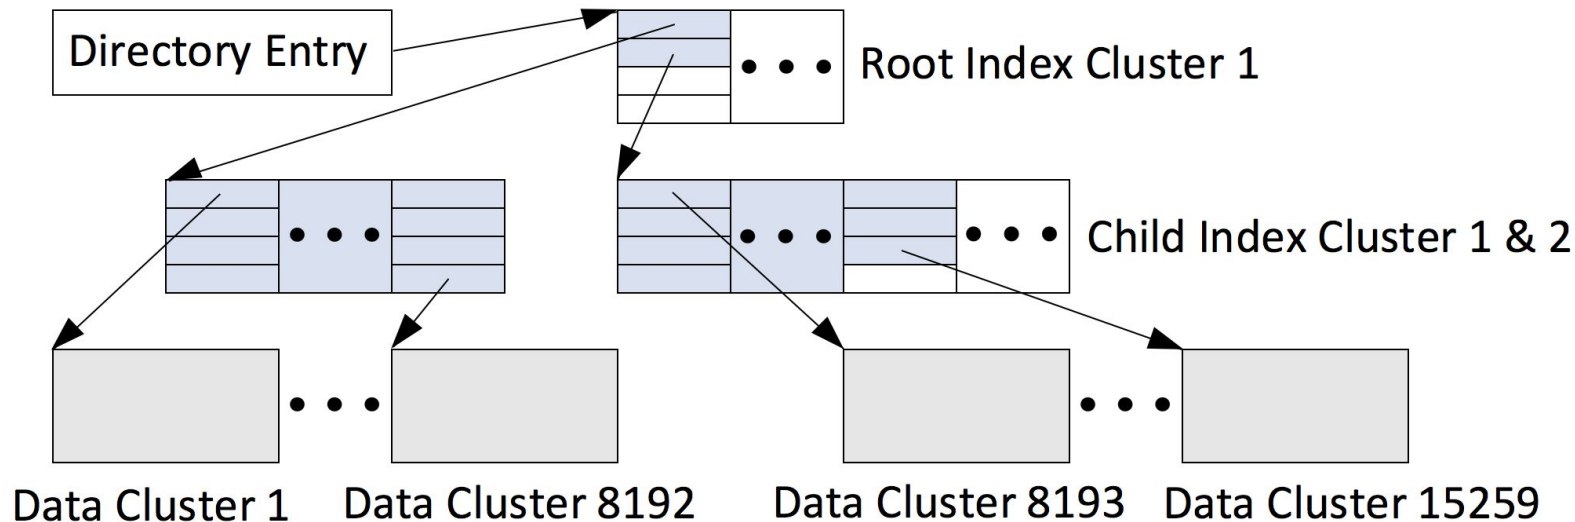 Directory Entry
Root Index Cluster 1
Child Index Cluster 1 & 2
Data Cluster 1
Data Cluster 8192
Data Cluster 8193
Data Cluster 15259